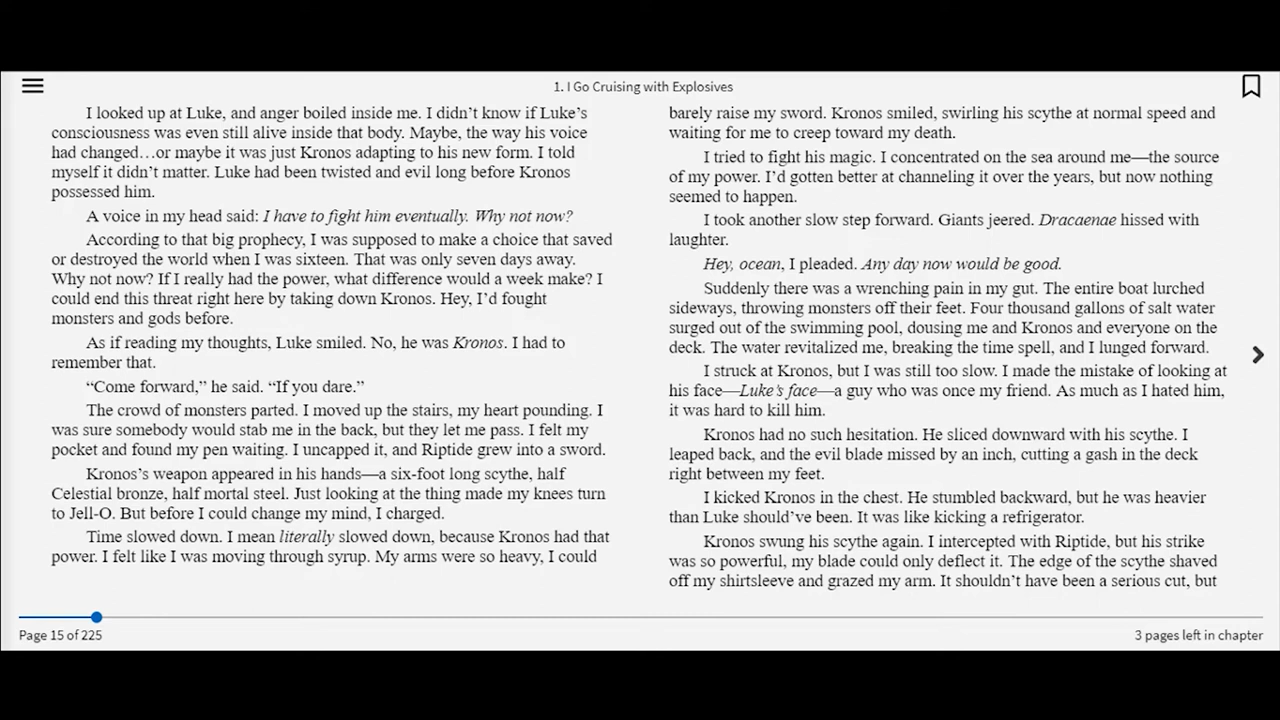 1. I Go Cruising with Explosives
I looked up at Luke, and anger boiled inside me. I didn’t know if Luke’s
consciousness was even still alive inside that body. Maybe, the way his voice
had changed…or maybe it was just Kronos adapting to his new form. I told
myself it didn’t matter. Luke had been twisted and evil long before Kronos
possessed him.
A voice in my head said: I have to fight him eventually. Why not now?
According to that big prophecy, I was supposed to make a choice that saved
or destroyed the world when I was sixteen. That was only seven days away.
Why not now? If I really had the power, what difference would a week make? I
could end this threat right here by taking down Kronos. Hey, I’d fought
monsters and gods before.
As if reading my thoughts, Luke smiled. No, he was Kronos. I had to
remember that.
“Come forward,” he said. “If you dare.”
The crowd of monsters parted. I moved up the stairs, my heart pounding. I
was sure somebody would stab me in the back, but they let me pass. I felt my
pocket and found my pen waiting. I uncapped it, and Riptide grew into a sword.
Kronos’s weapon appeared in his hands—a six-foot long scythe, half
Celestial bronze, half mortal steel. Just looking at the thing made my knees turn
to Jell-O. But before I could change my mind, I charged.
Time slowed down. I mean literally slowed down, because Kronos had that
power. I felt like I was moving through syrup. My arms were so heavy, I could
barely raise my sword. Kronos smiled, swirling his scythe at normal speed and
waiting for me to creep toward my death.
I tried to fight his magic. I concentrated on the sea around me—the source
of my power. I’d gotten better at channeling it over the years, but now nothing
seemed to happen.
I took another slow step forward. Giants jeered. Dracaenae hissed with
laughter.
Hey, ocean, I pleaded. Any day now would be good.
Suddenly there was a wrenching pain in my gut. The entire boat lurched
sideways, throwing monsters off their feet. Four thousand gallons of salt water
surged out of the swimming pool, dousing me and Kronos and everyone on the
deck. The water revitalized me, breaking the time spell, and I lunged forward.
I struck at Kronos, but I was still too slow. I made the mistake of looking at
his face—Luke’s face—a guy who was once my friend. As much as I hated him,
it was hard to kill him.
Kronos had no such hesitation. He sliced downward with his scythe. I
leaped back, and the evil blade missed by an inch, cutting a gash in the deck
right between my feet.
I kicked Kronos in the chest. He stumbled backward, but he was heavier
than Luke should’ve been. It was like kicking a refrigerator.
Kronos swung his scythe again. I intercepted with Riptide, but his strike
was so powerful, my blade could only deflect it. The edge of the scythe shaved
off my shirtsleeve and grazed my arm. It shouldn’t have been a serious cut, but
Page 15 of 225
3 pages left in chapter